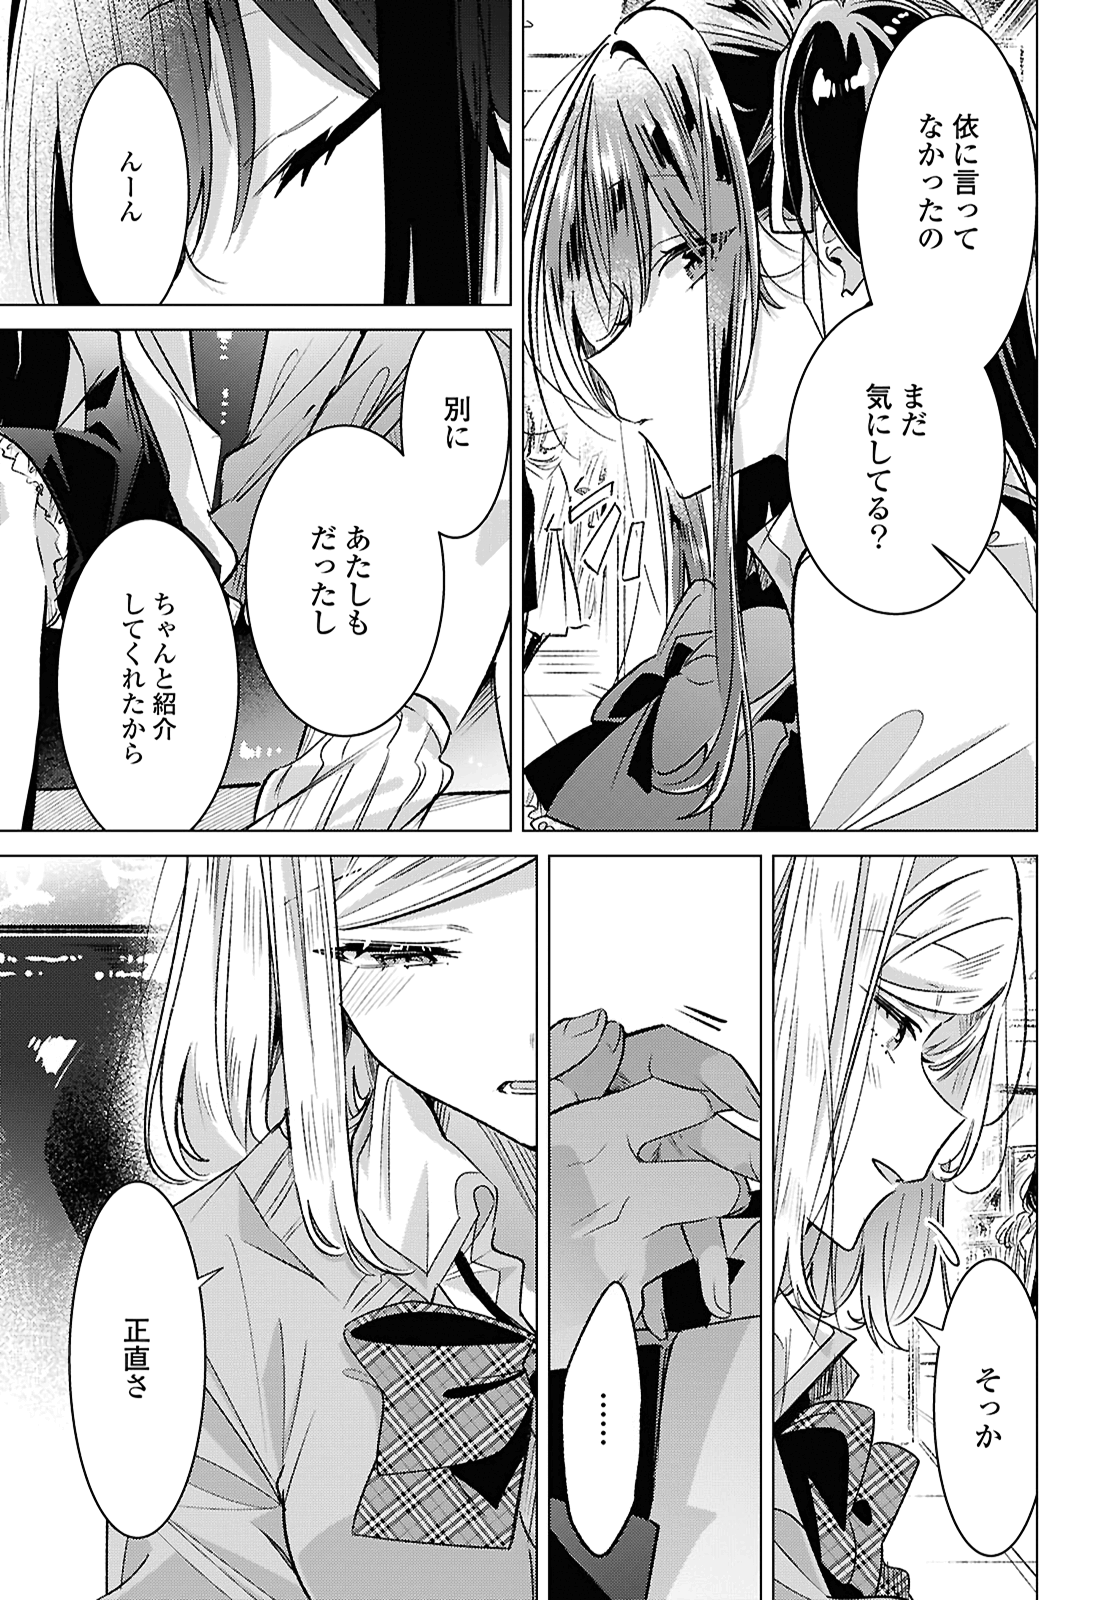 依に言って
なかったの
まだ
気にしてる?
んーん
別に
あたしも
だったし
ちゃんと紹介
してくれたから
そっか
……
正直さ